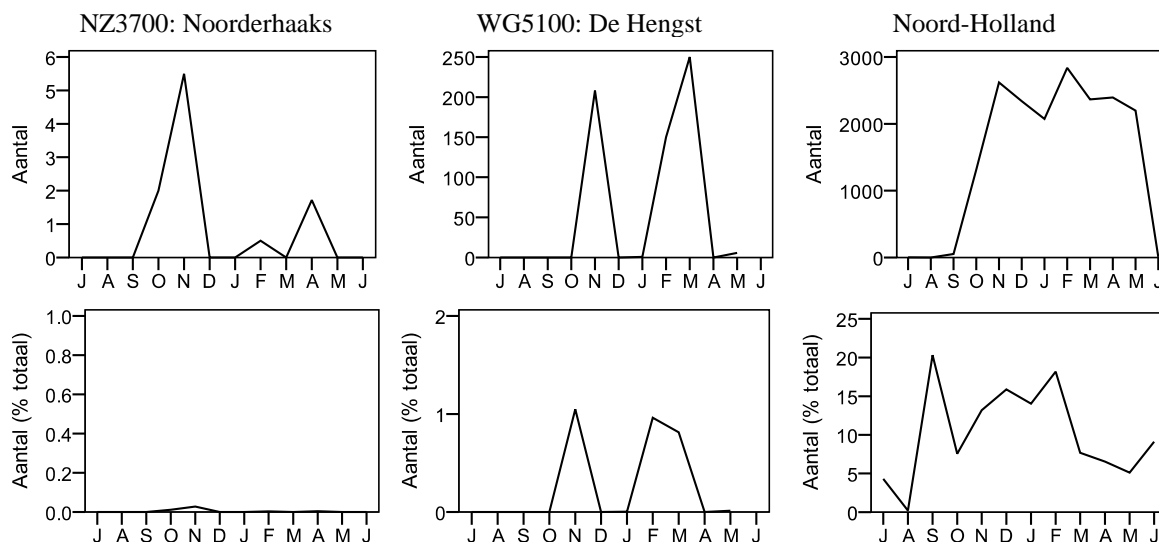 NZ3700: Noorderhaaks
WG5100: De Hengst
Noord-Holland
Aantal
6
5
4
3
2
1
0
J A S O N D J F M A M J
Aantal
250
200
150
100
50
0
J A S O N D J F M A M J
Aantal
3000
2000
1000
0
J A S O N D J F M A M J
Aantal (% totaal)
1.0
0.8
0.6
0.4
0.2
0.0
J A S O N D J F M A M J
Aantal (% totaal)
2
1
0
J A S O N D J F M A M J
Aantal (% totaal)
25
20
15
10
5
0
J A S O N D J F M A M J